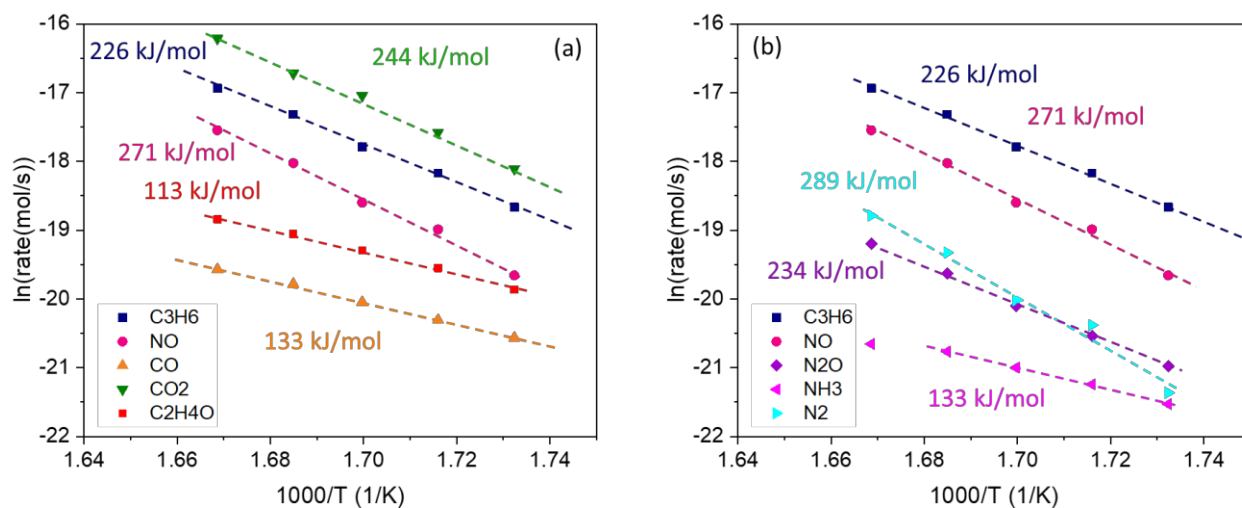 (a)
226 kJ/mol
244 kJ/mol
271 kJ/mol
113 kJ/mol
133 kJ/mol
-16
-17
-18
-19
-20
-21
-22
ln(rate(mol/s))
C3H6
NO
CO
CO2
C2H4O
1.64 1.66 1.68 1.70 1.72 1.74
1000/T (1/K)
(b)
226 kJ/mol
271 kJ/mol
289 kJ/mol
234 kJ/mol
133 kJ/mol
-16
-17
-18
-19
-20
-21
-22
ln(rate(mol/s))
C3H6
NO
N2O
NH3
N2
1.64 1.66 1.68 1.70 1.72 1.74
1000/T (1/K)